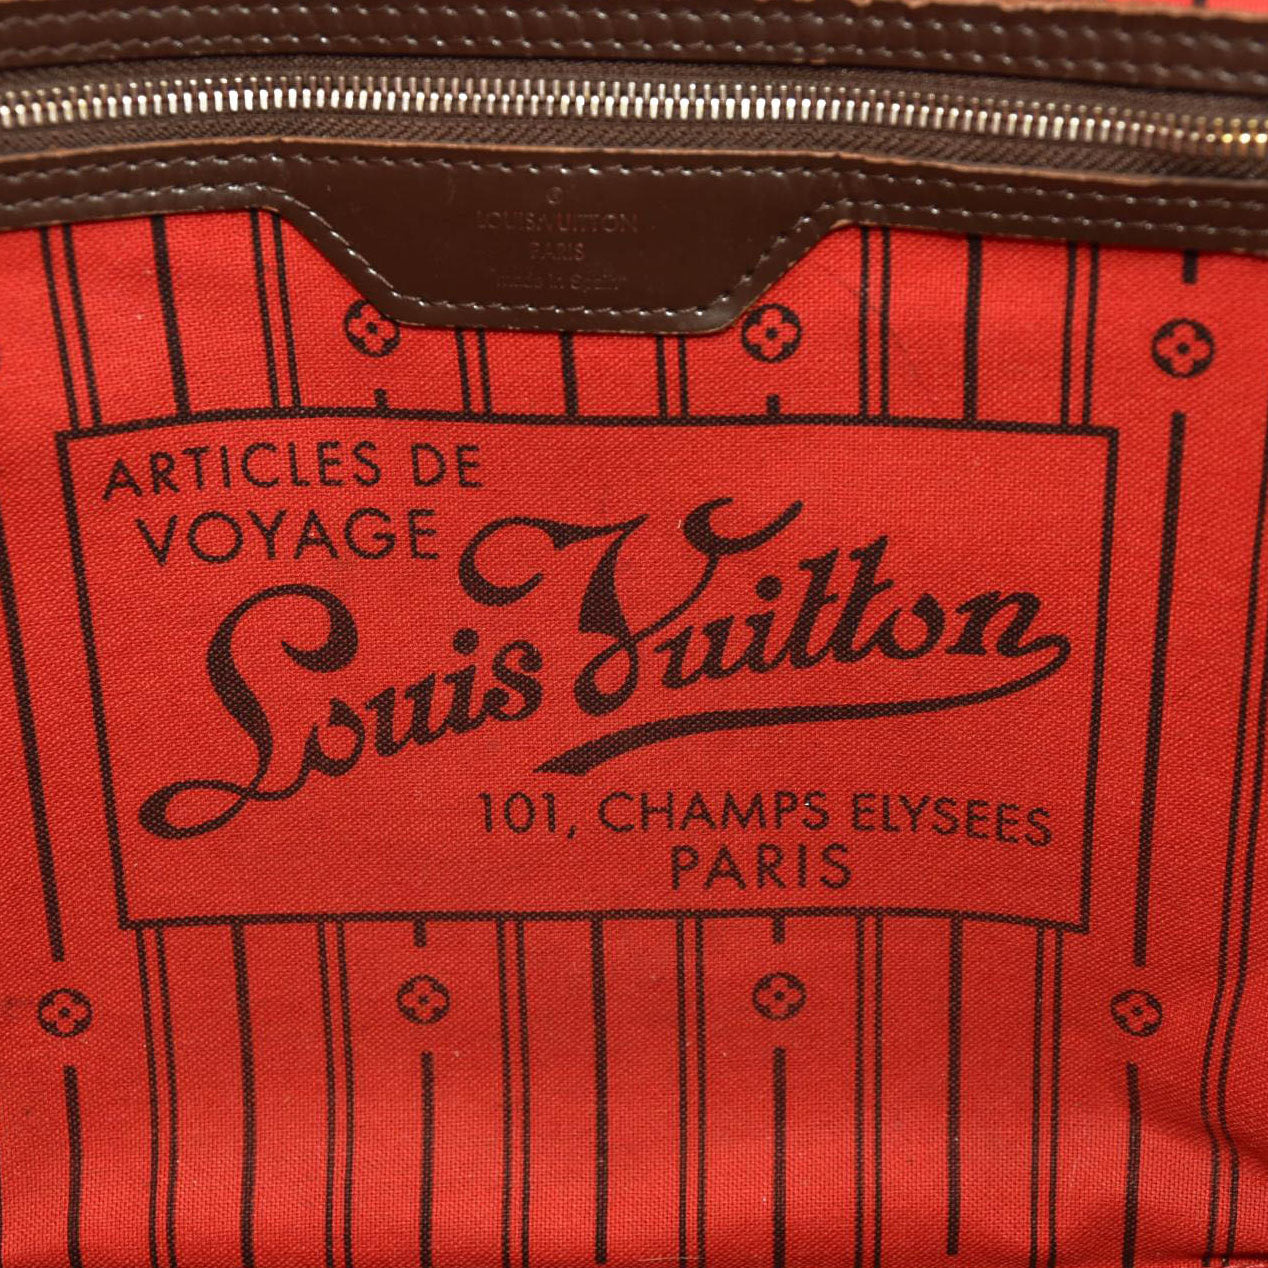 LOUIS VUITTON
PARIS
made in Spain
ARTICLES DE
VOYAGE
Louis Vuitton
101, CHAMPS ELYSEES
PARIS